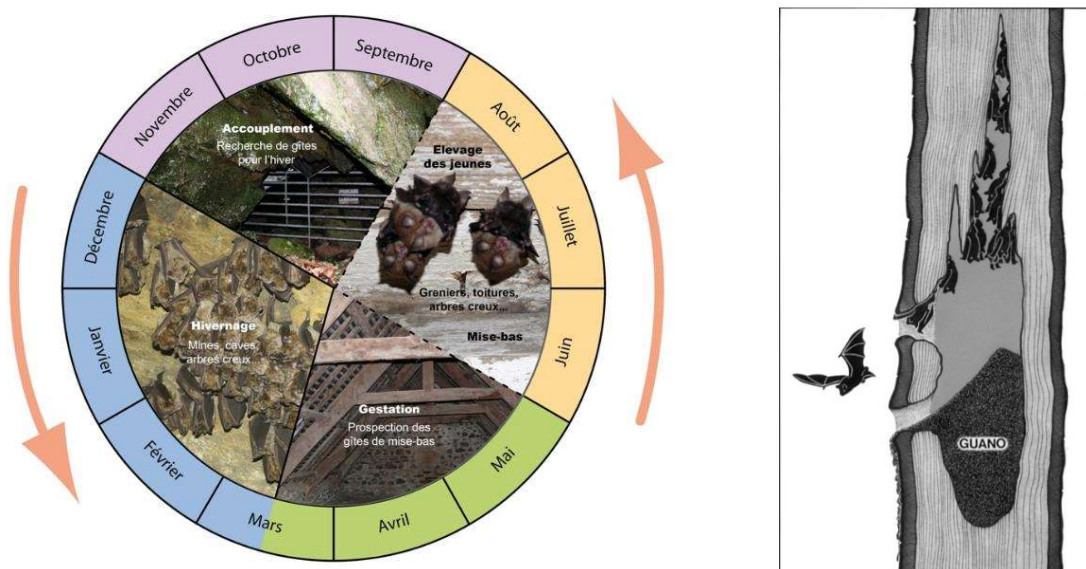 Septembre
Octobre
Novembre
Décembre
Janvier
Février
Mars
Avril
Mai
Juin
Juillet
Août
Accouplement
Recherche de gîtes
pour l'hiver
Elevage
des jeunes
Greniers, toitures,
arbres creux...
Mise-bas
Hivernage
Mines, caves,
arbres creux...
Gestation
Prospection des
gîtes de mise-bas
GUANO